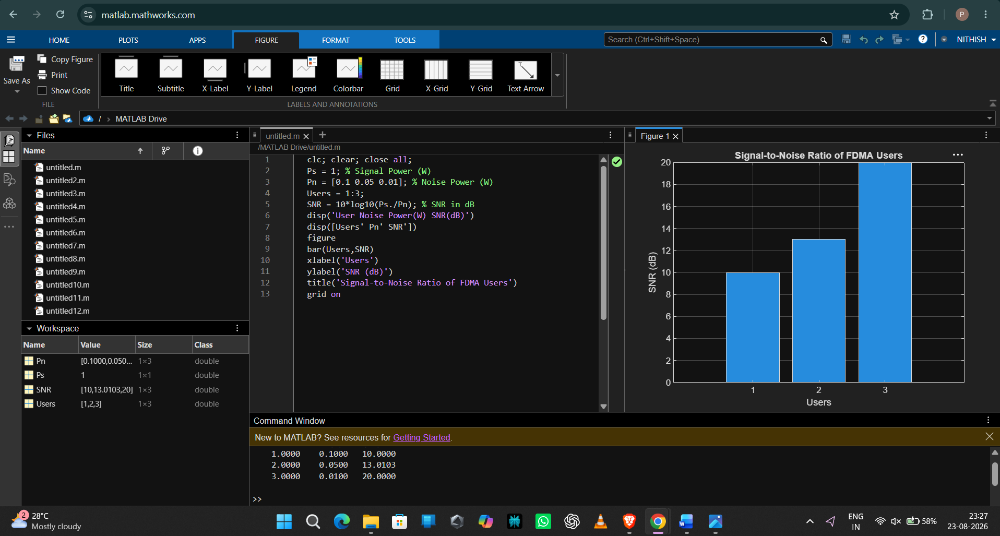 matlab.mathworks.com
P
HOME PLOTS APPS FIGURE FORMAT TOOLS
Search (Ctrl+Shift+Space)
? NITHISH
Save As
Copy Figure
Print
Show Code
FILE
Title Subtitle X-Label Y-Label Legend Colorbar Grid X-Grid Y-Grid Text Arrow
LABELS AND ANNOTATIONS
/ › MATLAB Drive
Files
Name
untitled.m
untitled2.m
untitled3.m
untitled4.m
untitled5.m
untitled6.m
untitled7.m
untitled8.m
untitled9.m
untitled10.m
untitled11.m
untitled12.m
Workspace
Name Value Size Class
Pn [0.1000,0.050... 1×3 double
Ps 1 1×1 double
SNR [10,13.0103,20] 1×3 double
Users [1,2,3] 1×3 double
untitled.m
/MATLAB Drive/untitled.m
1 clc; clear; close all;
2 Ps = 1; % Signal Power (W)
3 Pn = [0.1 0.05 0.01]; % Noise Power (W)
4 Users = 1:3;
5 SNR = 10*log10(Ps./Pn); % SNR in dB
6 disp('User Noise Power(W) SNR(dB)')
7 disp([Users' Pn' SNR'])
8 figure
9 bar(Users,SNR)
10 xlabel('Users')
11 ylabel('SNR (dB)')
12 title('Signal-to-Noise Ratio of FDMA Users')
13 grid on
Figure 1
Signal-to-Noise Ratio of FDMA Users
20
18
16
14
12
10
8
6
4
2
0
SNR (dB)
1 2 3
Users
Command Window
New to MATLAB? See resources for Getting Started.
1.0000 0.1000 10.0000
2.0000 0.0500 13.0103
3.0000 0.0100 20.0000
>>
2
28°C
Mostly cloudy
ENG
IN
58%
23:27
23-08-2026